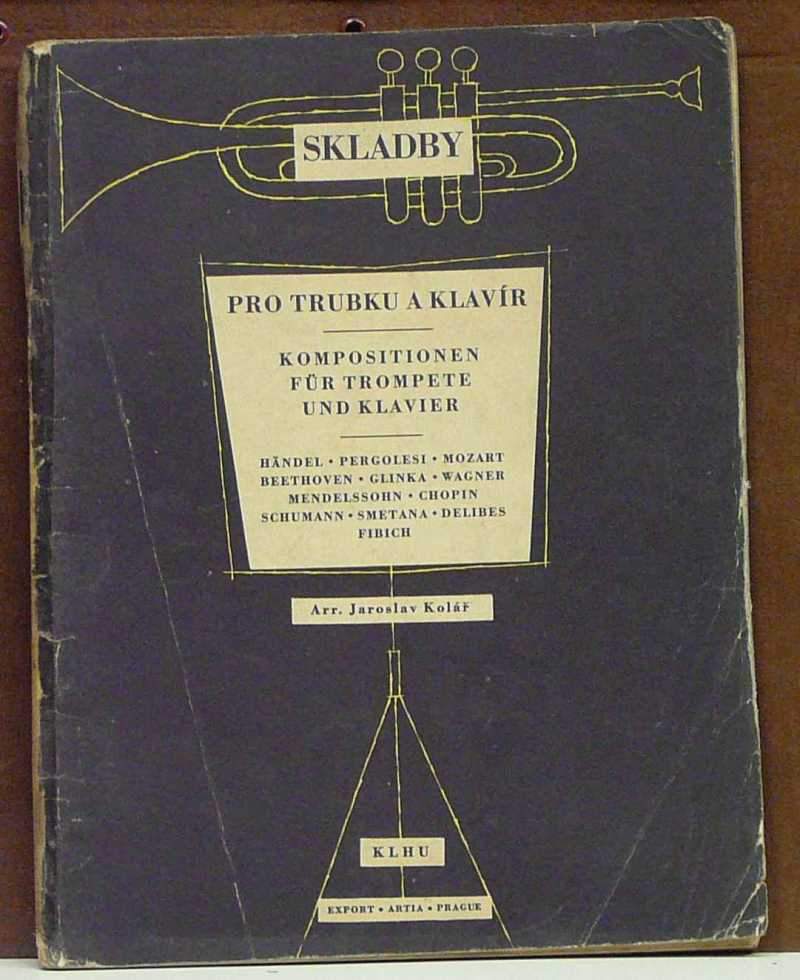 SKLADBY
PRO TRUBKU A KLAVÍR
KOMPOSITIONEN
FÜR TROMPETE
UND KLAVIER
HÄNDEL • PERGOLESI • MOZART
BEETHOVEN • GLINKA • WAGNER
MENDELSSOHN • CHOPIN
SCHUMANN • SMETANA • DELIBES
FIBICH
Arr. Jaroslav Kolář
KLHU
EXPORT • ARTIA • PRAGUE